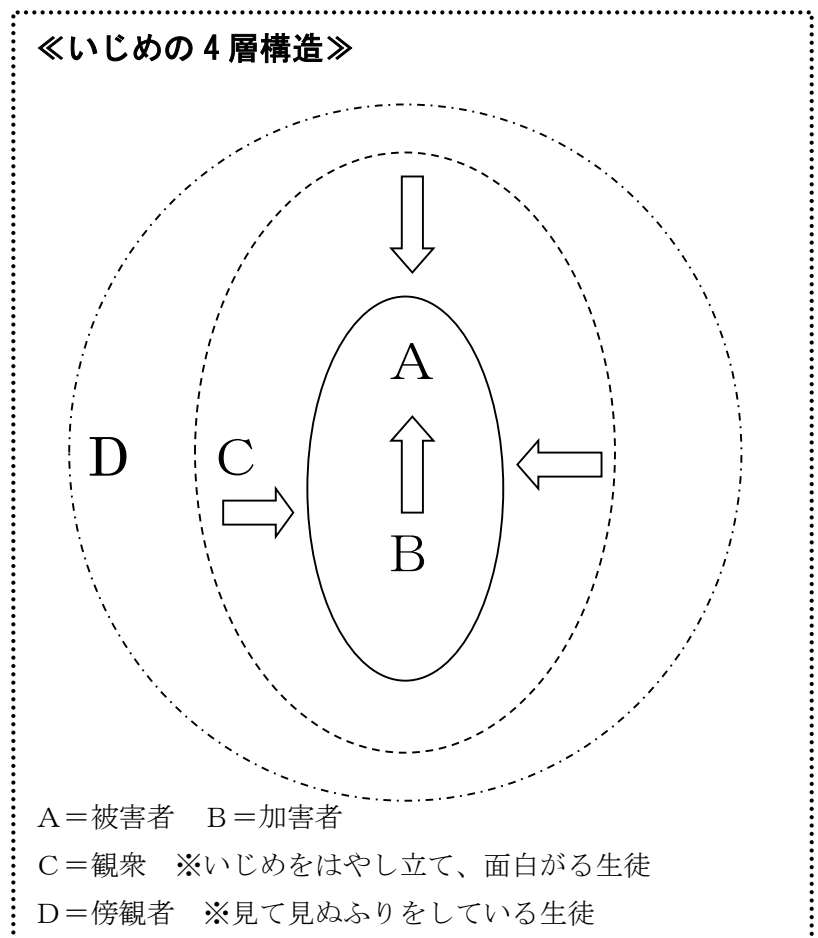 ≪いじめの 4 層構造≫
A
D
C
B
A=被害者　B=加害者
C=観衆　※いじめをはやし立て、面白がる生徒
D=傍観者　※見て見ぬふりをしている生徒